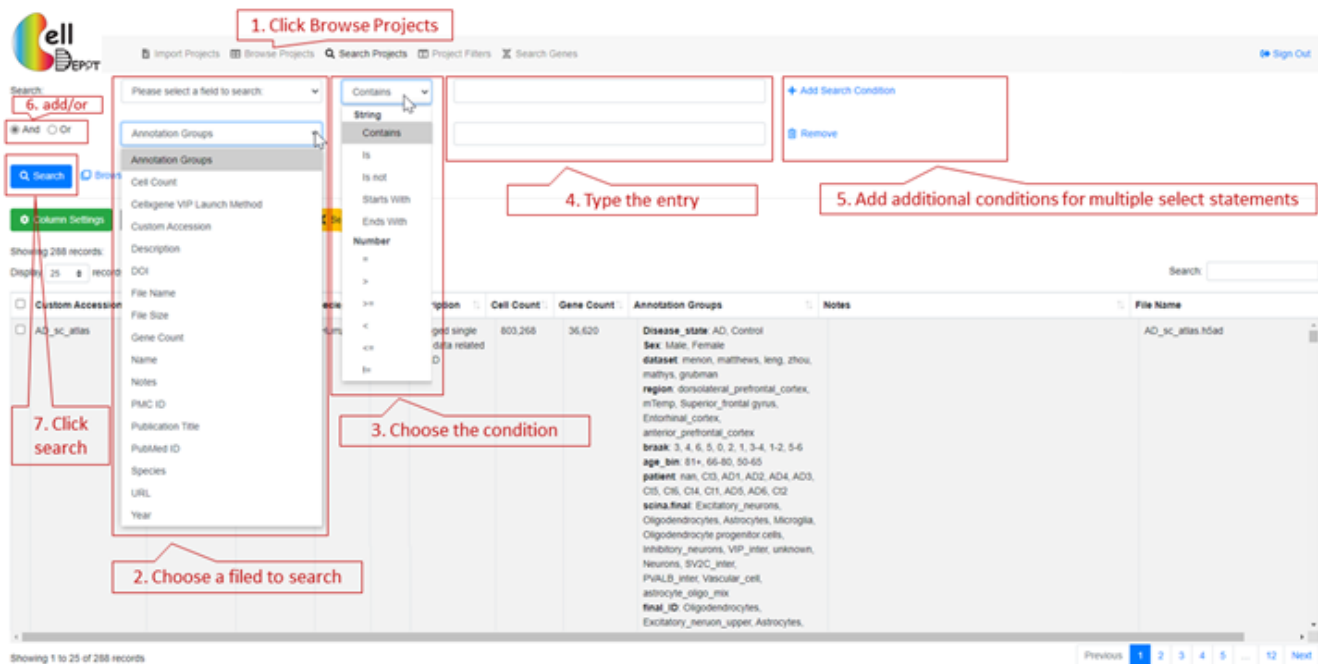 1. Click Browse Projects
Cell DEPOT
Import Projects Browse Projects Search Projects Project Filters Search Genes Sign Out
Search: Please select a field to search: Contains + Add Search Condition
6. add/or
And Or Annotation Groups Remove
String
Contains
Is
Is not
Starts With
Ends With
Number
=
>
>=
<
<=
!=
Annotation Groups
Cell Count
Cellxgene VIP Launch Method
Custom Accession
Description
DOI
File Name
File Size
Gene Count
Name
Notes
PMC ID
Publication Title
PubMed ID
Species
URL
Year
Search
4. Type the entry
5. Add additional conditions for multiple select statements
Column Settings
Showing 288 records:
Display 25 records
Search:
Custom Accession Cell Count Gene Count Annotation Groups Notes File Name
AD_sc_atlas 803,268 36,620 Disease_state: AD, Control AD_sc_atlas.h5ad
data related
Sex: Male, Female
dataset: menon, matthews, leng, zhou,
mathys, grubman
region: dorsolateral_prefrontal_cortex,
mTemp, Superior_frontal gyrus,
Entorhinal_cortex,
anterior_prefrontal_cortex
braak: 3, 4, 6, 5, 0, 2, 1, 3-4, 1-2, 5-6
age_bin: 81+, 66-80, 50-65
patient: nan, Ct3, AD1, AD2, AD4, AD3,
Ct5, Ct6, Ct4, Ct1, AD5, AD6, Ct2
scina.final: Excitatory_neurons,
Oligodendrocytes, Astrocytes, Microglia,
Oligodendrocyte progenitor.cells,
Inhibitory_neurons, VIP_inter, unknown,
Neurons, SV2C_inter,
PVALB_inter, Vascular_cell,
astrocyte_oligo_mix
final_ID: Oligodendrocytes,
Excitatory_neruon_upper, Astrocytes,
7. Click
search
3. Choose the condition
2. Choose a filed to search
Showing 1 to 25 of 288 records
Previous 1 2 3 4 5 ... 12 Next